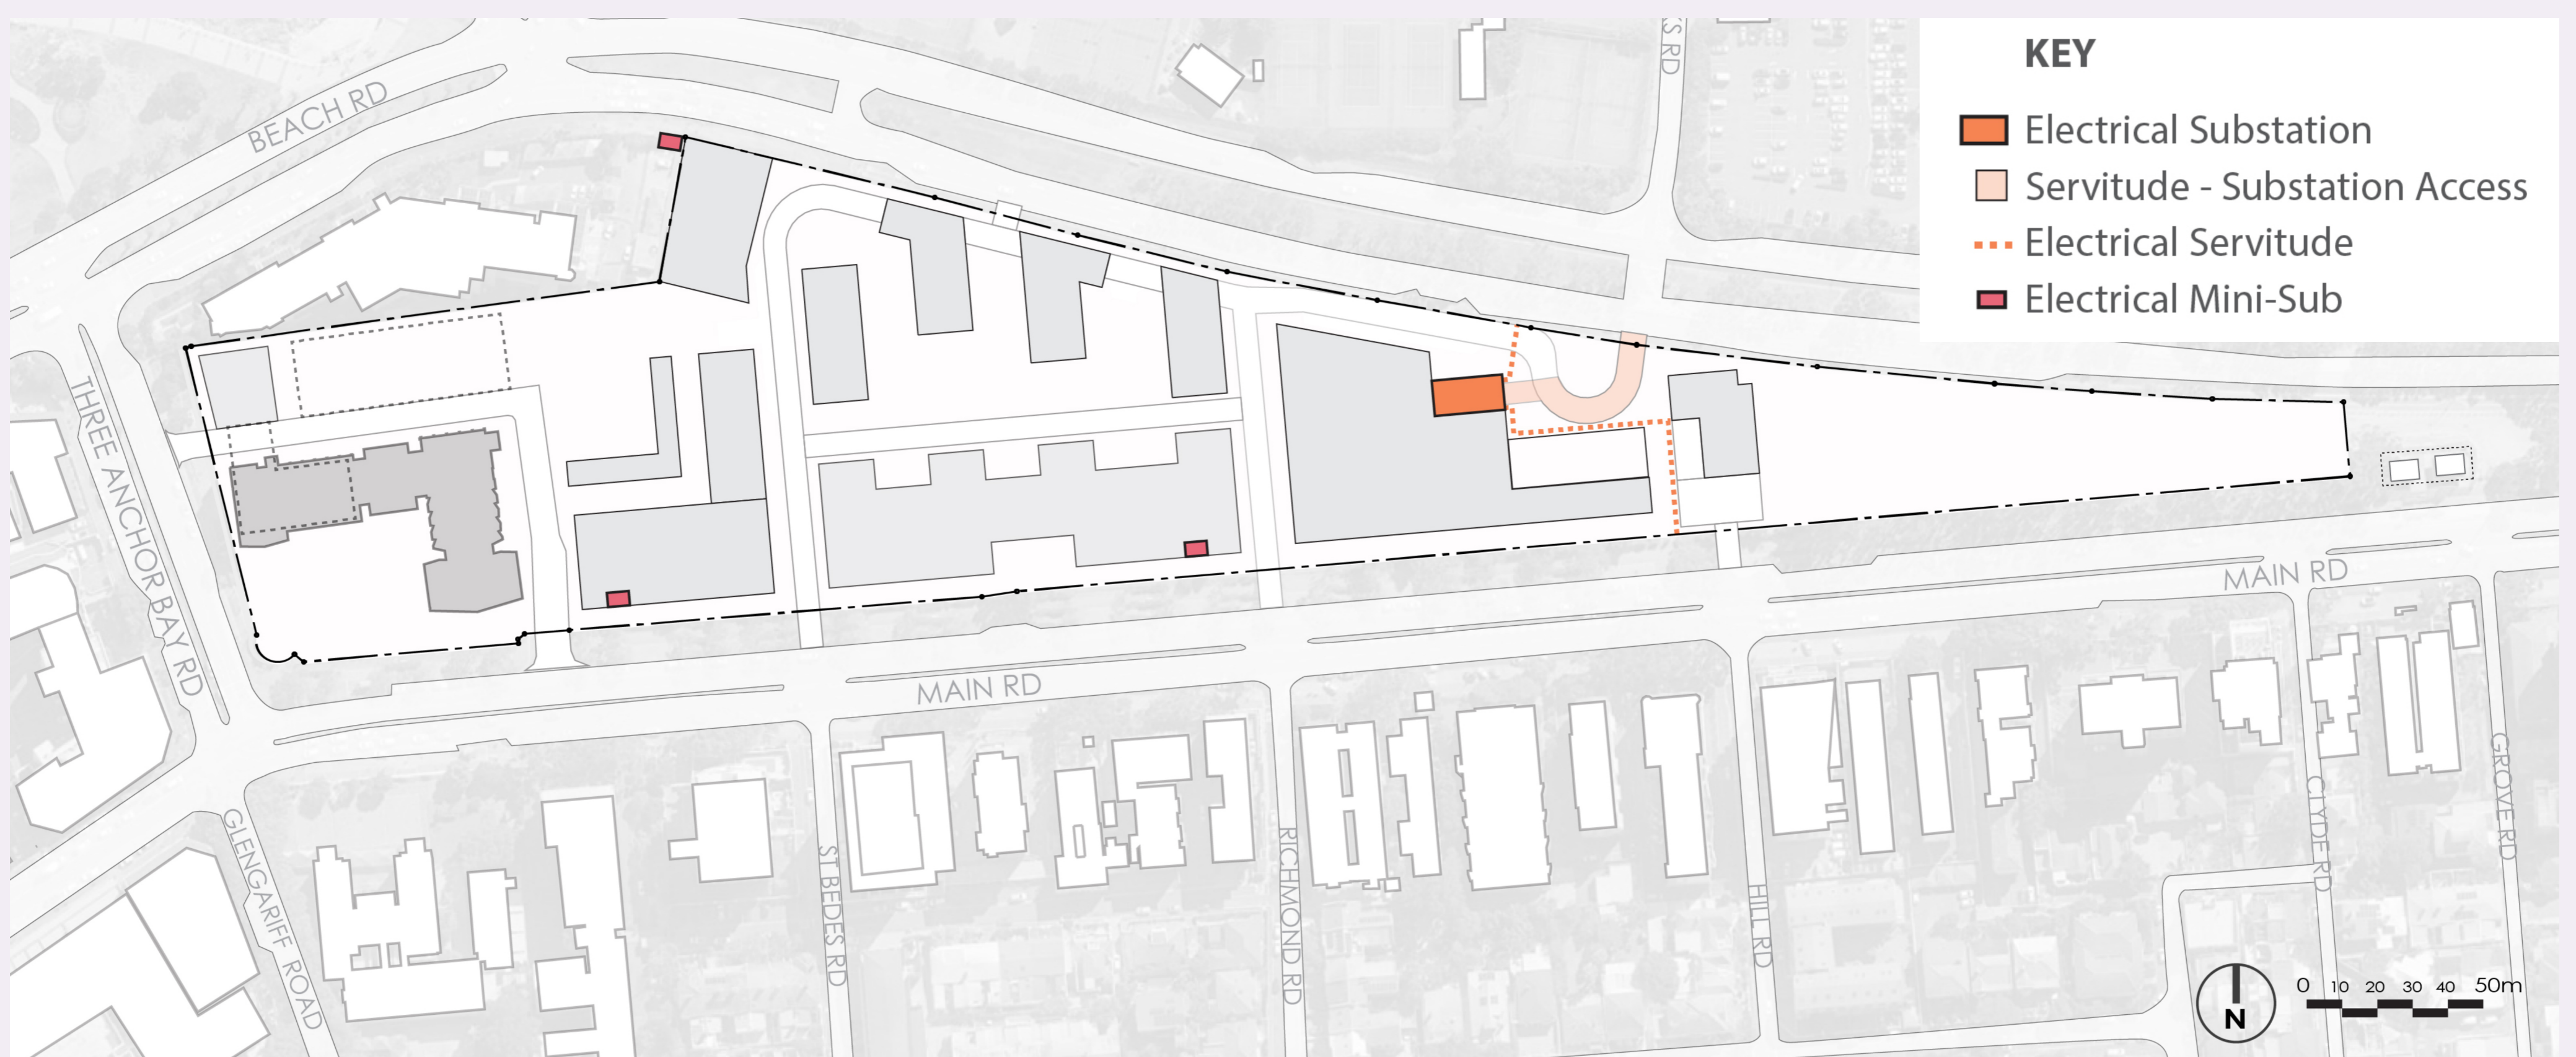 KEY
Electrical Substation
Servitude - Substation Access
Electrical Servitude
Electrical Mini-Sub
BEACH RD
S RD
THREE ANCHOR BAY RD
MAIN RD
MAIN RD
GLENGARIFF ROAD
ST BEDES RD
RICHMOND RD
HILL RD
CLYDE RD
GROVE RD
N
0 10 20 30 40 50m